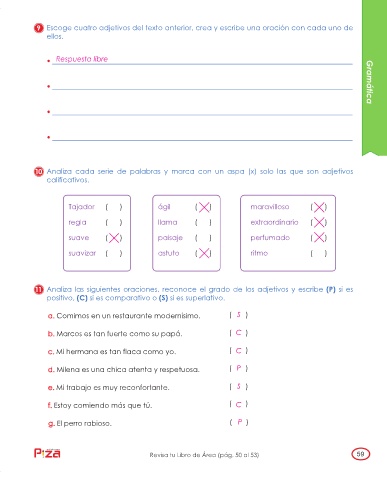 9 Escoge cuatro adjetivos del texto anterior, crea y escribe una oración con cada uno de
ellos.
• Respuesta libre
•
•
•
Gramática
10 Analiza cada serie de palabras y marca con un aspa (x) solo las que son adjetivos
calificativos.
Tajador ( )
regla ( )
suave (X)
suavizar ( )
ágil (X)
llama ( )
paisaje ( )
astuto (X)
maravilloso (X)
extraordinario (X)
perfumado (X)
ritmo ( )
11 Analiza las siguientes oraciones, reconoce el grado de los adjetivos y escribe (P) si es
positivo, (C) si es comparativo o (S) si es superlativo.
a. Comimos en un restaurante modernísimo. ( S )
b. Marcos es tan fuerte como su papá. ( C )
c. Mi hermana es tan flaca como yo. ( C )
d. Milena es una chica atenta y respetuosa. ( P )
e. Mi trabajo es muy reconfortante. ( S )
f. Estoy comiendo más que tú. ( C )
g. El perro rabioso. ( P )
Revisa tu Libro de Área (pág. 50 al 53)
59